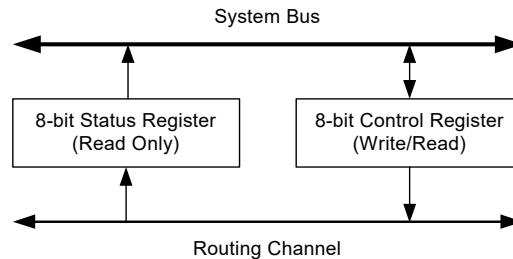 System Bus
8-bit Status Register
(Read Only)
8-bit Control Register
(Write/Read)
Routing Channel